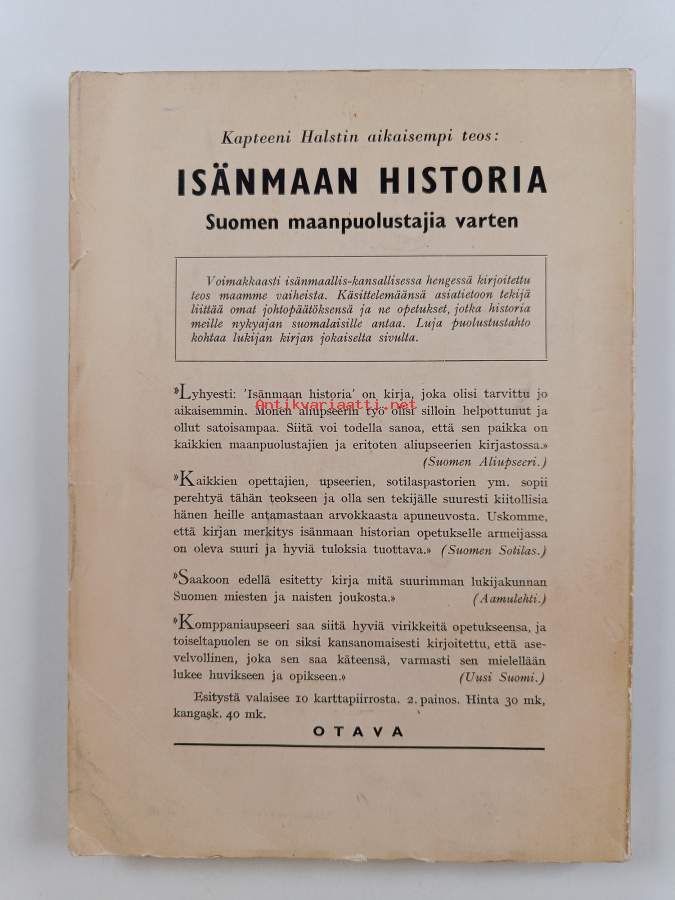 Kapteeni Halstin aikaisempi teos:
ISÄNMAAN HISTORIA
Suomen maanpuolustajia varten
Voimakkaasti isänmaallis-kansallisessa hengessä kirjoitettu
teos maamme vaiheista. Käsittelemäänsä asiatietoon tekijä
liittää omat johtopäätöksensä ja ne opetukset, jotka historia
meille nykyajan suomalaisille antaa. Luja puolustustahto
kohtaa lukijan kirjan jokaiselta sivulta.
»Lyhyesti: 'Isänmaan historia' on kirja, joka olisi tarvittu jo
Antikvariaatti.net
aikaisemmin. Monen aliupseerin työ olisi silloin helpottunut ja
ollut satoisampaa. Siitä voi todella sanoa, että sen paikka on
kaikkien maanpuolustajien ja eritoten aliupseerien kirjastossa.»
(Suomen Aliupseeri.)
»Kaikkien opettajien, upseerien, sotilaspastorien ym. sopii
perehtyä tähän teokseen ja olla sen tekijälle suuresti kiitollisia
hänen heille antamastaan arvokkaasta apuneuvosta. Uskomme,
että kirjan merkitys isänmaan historian opetukselle armeijassa
on oleva suuri ja hyviä tuloksia tuottava.» (Suomen Sotilas.)
»Saakoon edellä esitetty kirja mitä suurimman lukijakunnan
Suomen miesten ja naisten joukosta.» (Aamulehti.)
»Komppaniaupseeri saa siitä hyviä virikkeitä opetukseensa, ja
toiseltapuolen se on siksi kansanomaisesti kirjoitettu, että ase-
velvollinen, joka sen saa käteensä, varmasti sen mielellään
lukee huvikseen ja opikseen.» (Uusi Suomi.)
Esitystä valaisee 10 karttapiirrosta. 2. painos. Hinta 30 mk,
kangask. 40 mk.
OTAVA